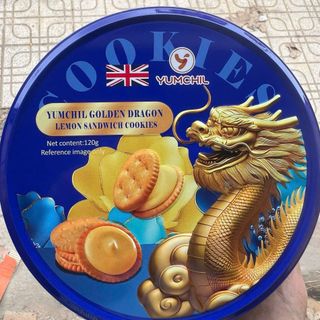 COOKIES
YUMCHIL
YUMCHIL GOLDEN DRAGON
LEMON SANDWICH COOKIES
Net content:120g
Reference image